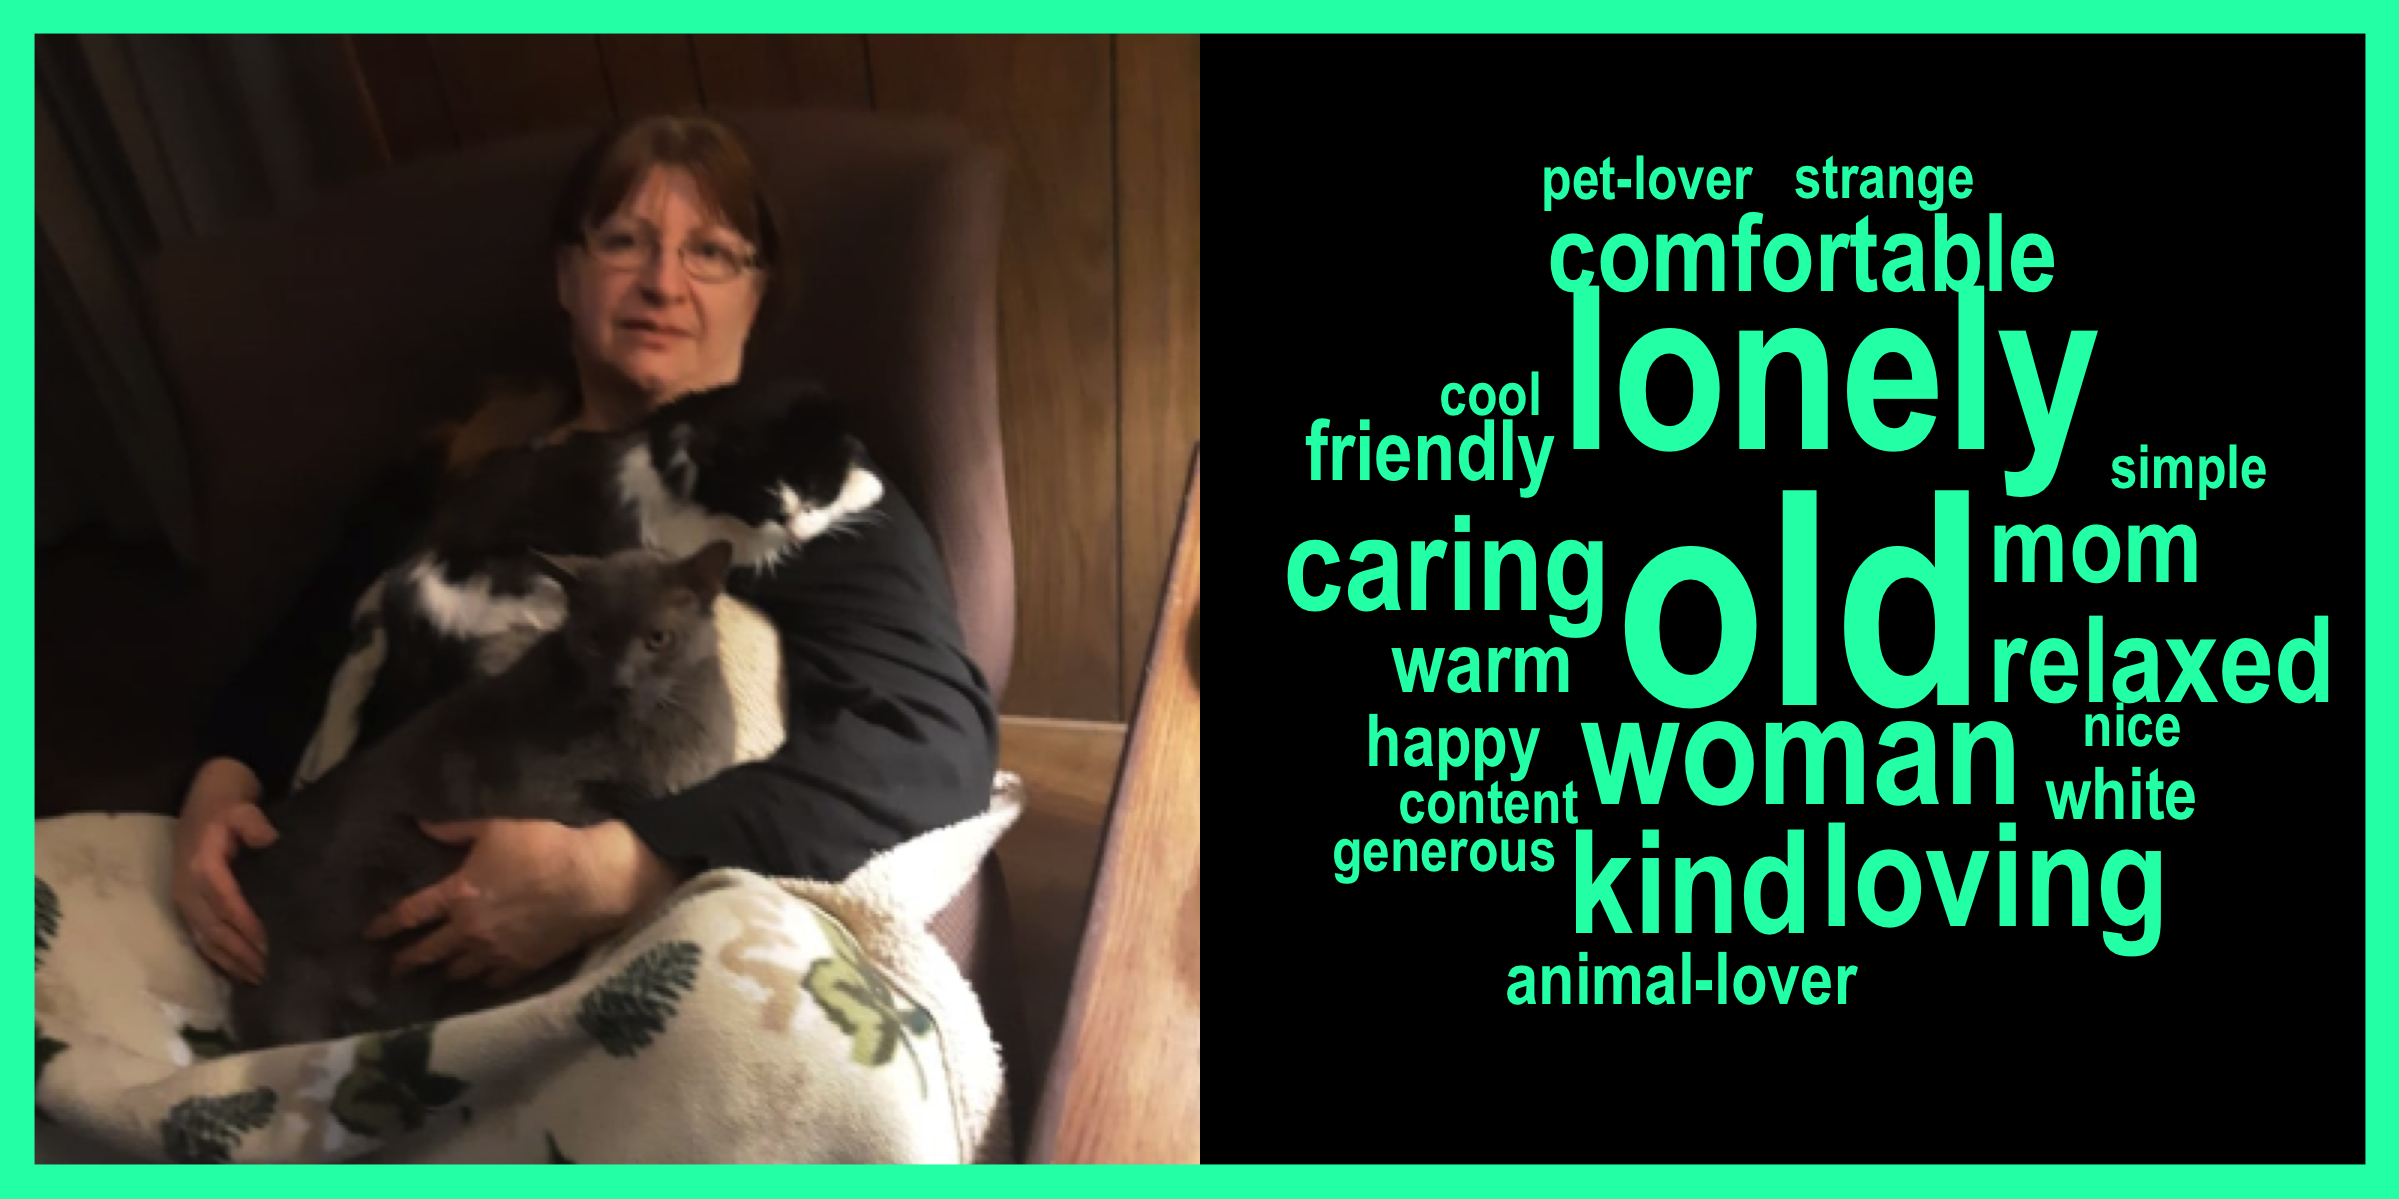 pet-lover strange
comfortable
lonely
cool
friendly
simple
caring
old
mom
warm
relaxed
happy
woman
nice
content
white
generous
kind
loving
animal-lover